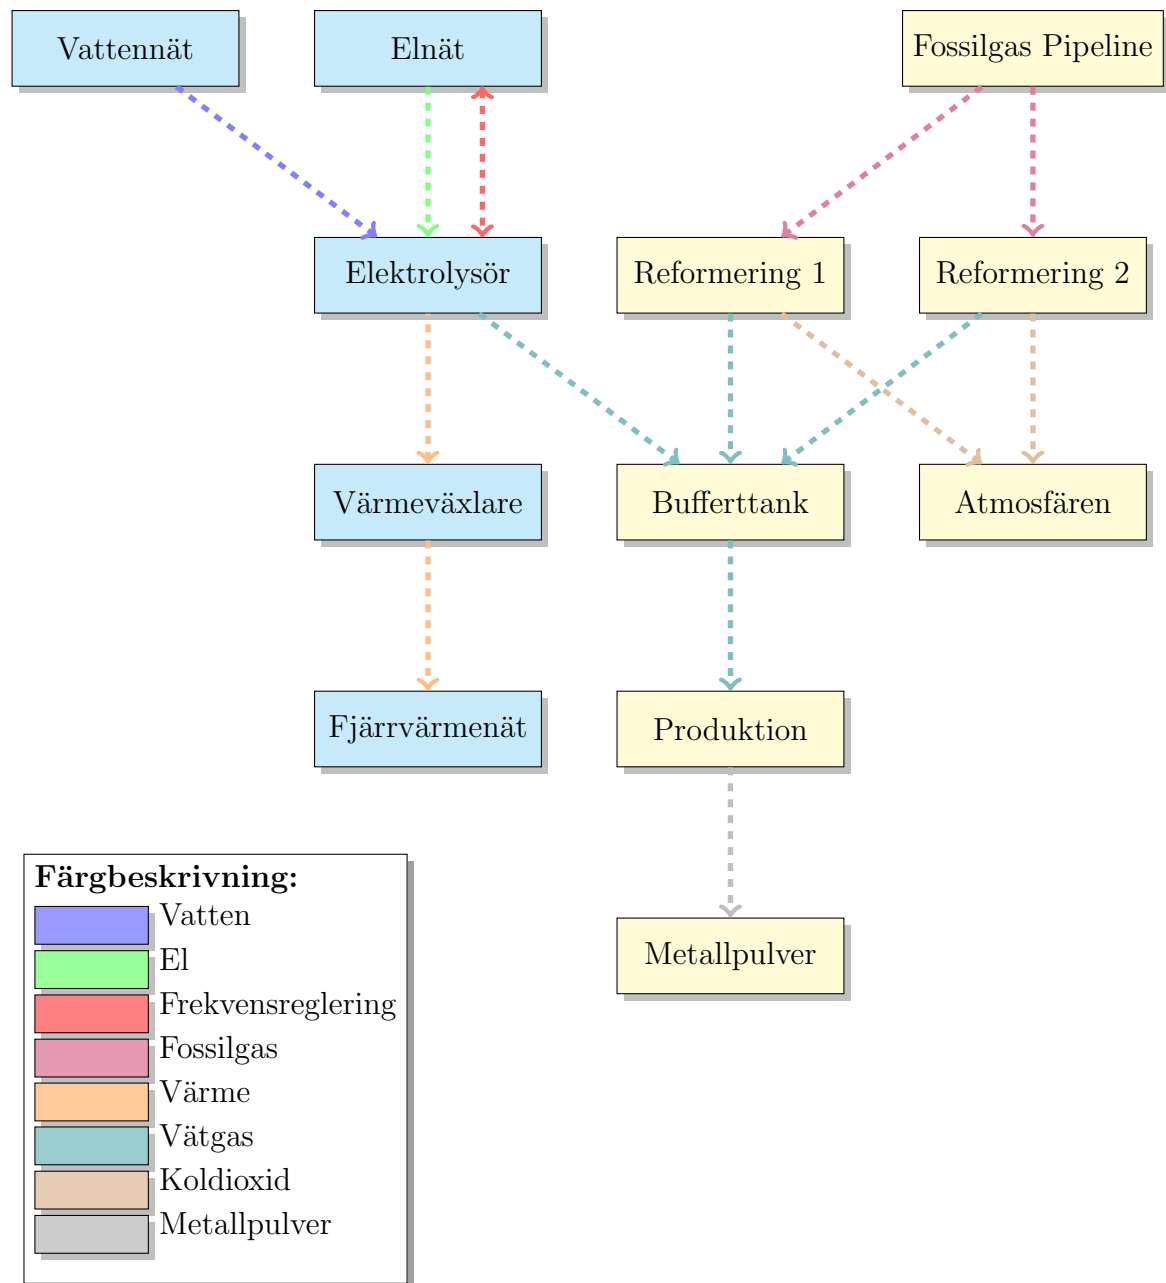 Vattennät
Elnät
Fossilgas Pipeline
Elektrolysör
Reformering 1
Reformering 2
Värmeväxlare
Bufferttank
Atmosfären
Fjärrvärmenät
Produktion
Metallpulver
Färgbeskrivning:
Vatten
El
Frekvensreglering
Fossilgas
Värme
Vätgas
Koldioxid
Metallpulver